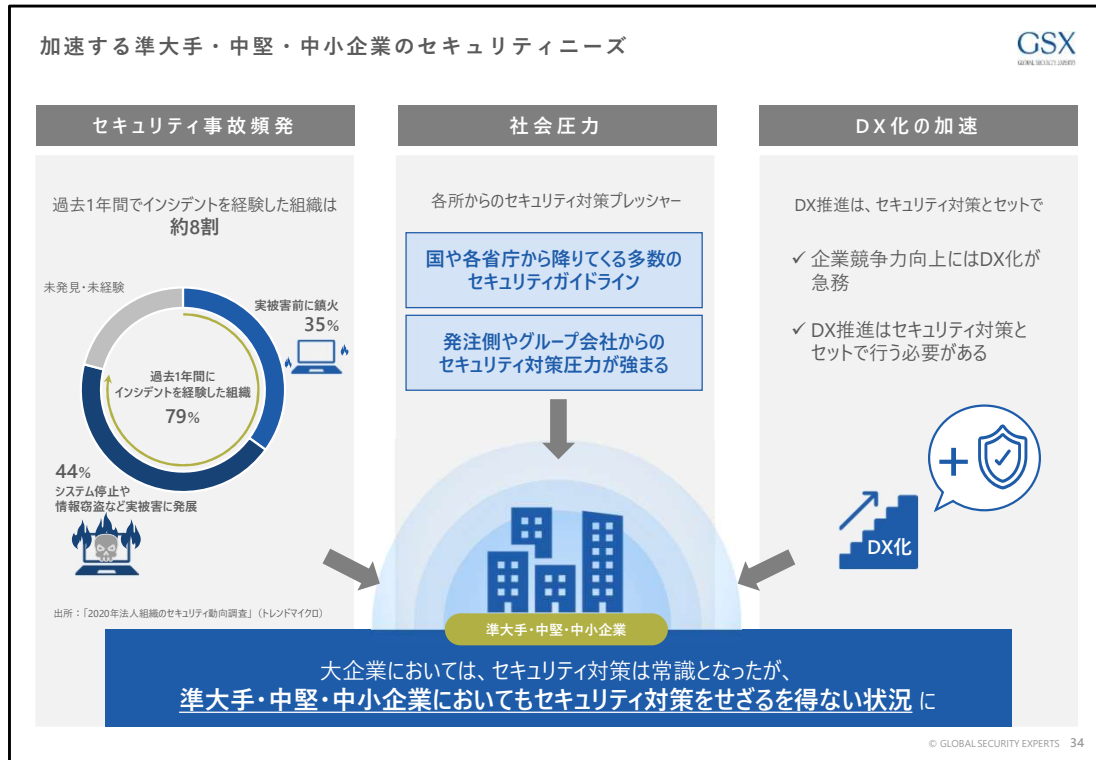 加速する準大手・中堅・中小企業のセキュリティニーズ
GSX
GLOBAL SECURITY EXPERTS
セキュリティ事故頻発
過去1年間でインシデントを経験した組織は
約8割
未発見・未経験
実被害前に鎮火
35%
過去1年間に
インシデントを経験した組織
79%
44%
システム停止や
情報窃盗など実被害に発展
出所：「2020年法人組織のセキュリティ動向調査」（トレンドマイクロ）
社会圧力
各所からのセキュリティ対策プレッシャー
国や各省庁から降りてくる多数の
セキュリティガイドライン
発注側やグループ会社からの
セキュリティ対策圧力が強まる
DX化の加速
DX推進は、セキュリティ対策とセットで
✓ 企業競争力向上にはDX化が
急務
✓ DX推進はセキュリティ対策と
セットで行う必要がある
+
DX化
準大手・中堅・中小企業
大企業においては、セキュリティ対策は常識となったが、
準大手・中堅・中小企業においてもセキュリティ対策をせざるを得ない状況 に
© GLOBAL SECURITY EXPERTS 34